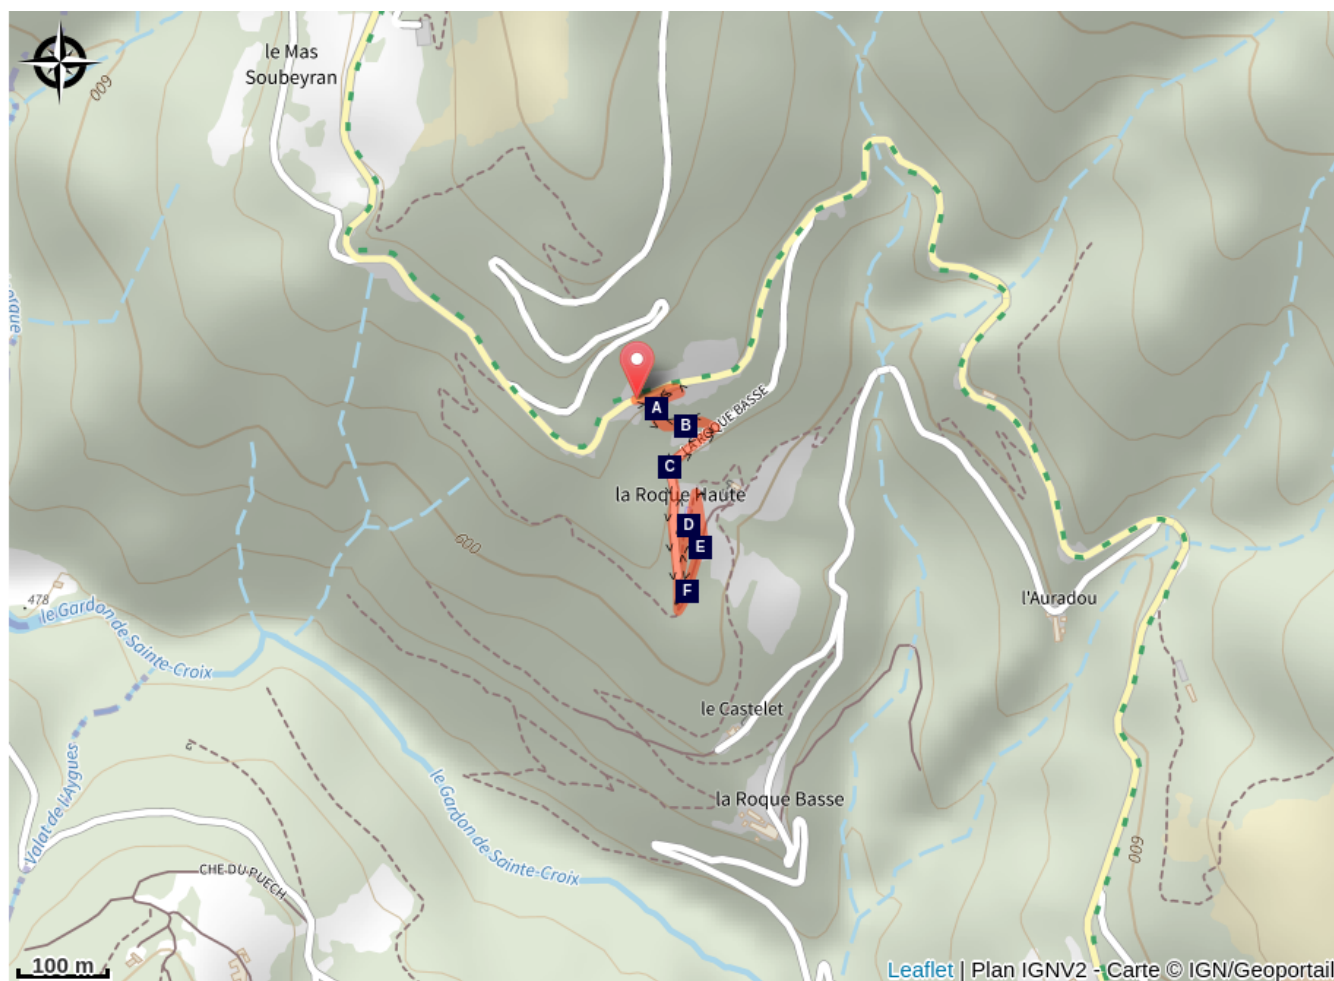 le Mas
Soubeyran
600
A
B
LA ROQUE BASSE
C
la Roque Haute
D
E
F
600
478
le Gardon de Sainte-Croix
l'Auradou
le Castelet
la Roque Basse
Valat de l'Aygues
le Gardon de Sainte-Croix
CHE DU PUECH
600
100 m
Leaflet | Plan IGNV2 - Carte © IGN/Geoportail